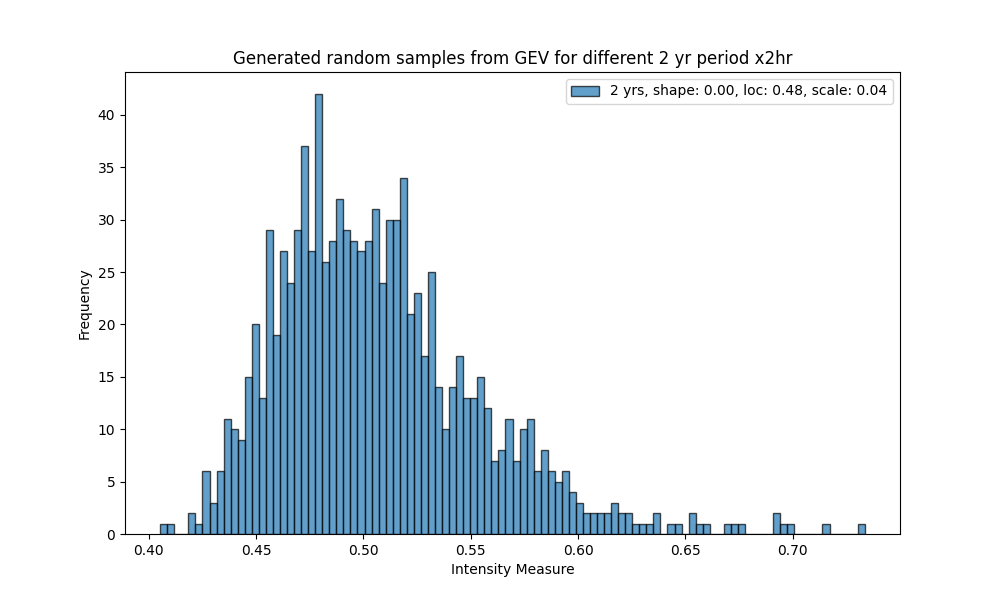 Generated random samples from GEV for different 2 yr period x2hr
2 yrs, shape: 0.00, loc: 0.48, scale: 0.04
Frequency
40
35
30
25
20
15
10
5
0
0.40 0.45 0.50 0.55 0.60 0.65 0.70
Intensity Measure